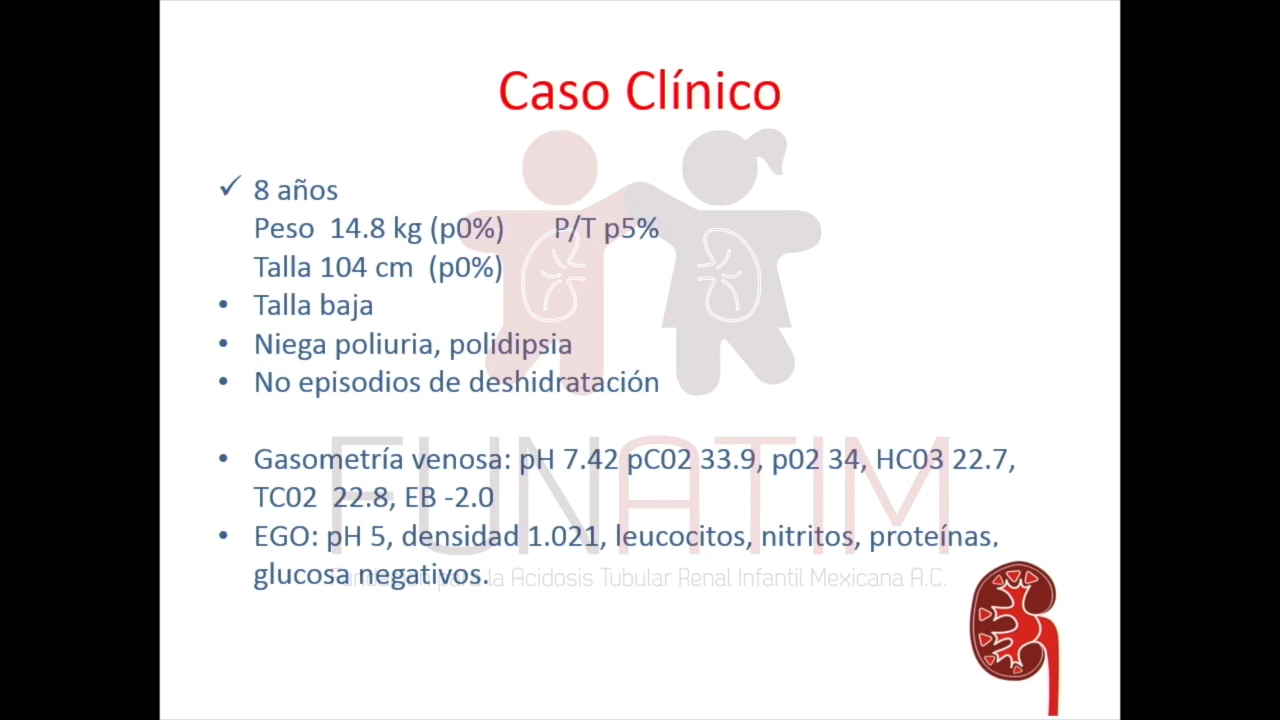 Caso Clínico
✓ 8 años
Peso 14.8 kg (p0%) P/T p5%
Talla 104 cm (p0%)
• Talla baja
• Niega poliuria, polidipsia
• No episodios de deshidratación
• Gasometría venosa: pH 7.42 pC02 33.9, p02 34, HC03 22.7,
TC02 22.8, EB -2.0
• EGO: pH 5, densidad 1.021, leucocitos, nitritos, proteínas,
glucosa negativos.
FUNATIM
Fundación para la Acidosis Tubular Renal Infantil Mexicana A.C.